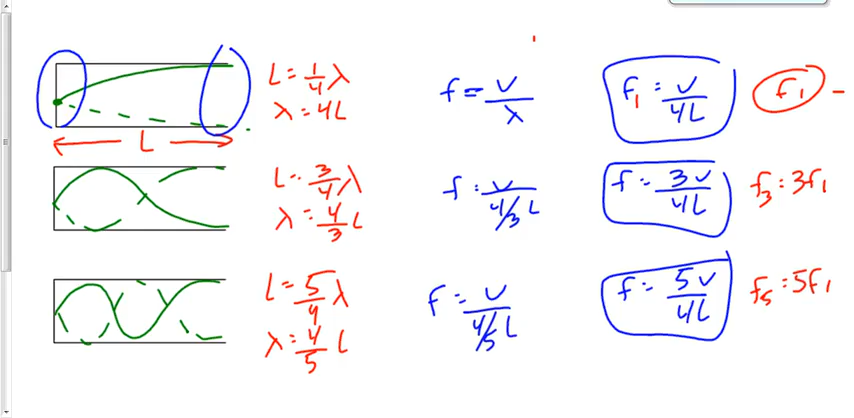 L = 1/4 λ
λ = 4L
f = v/λ
f₁ = v/4L
f₁ -
L
L = 3/4 λ
λ = 4/3 L
f = v/(4/3 L)
f = 3v/4L
f₃ = 3f₁
L = 5/4 λ
λ = 4/5 L
f = v/(4/5 L)
f = 5v/4L
f₅ = 5f₁